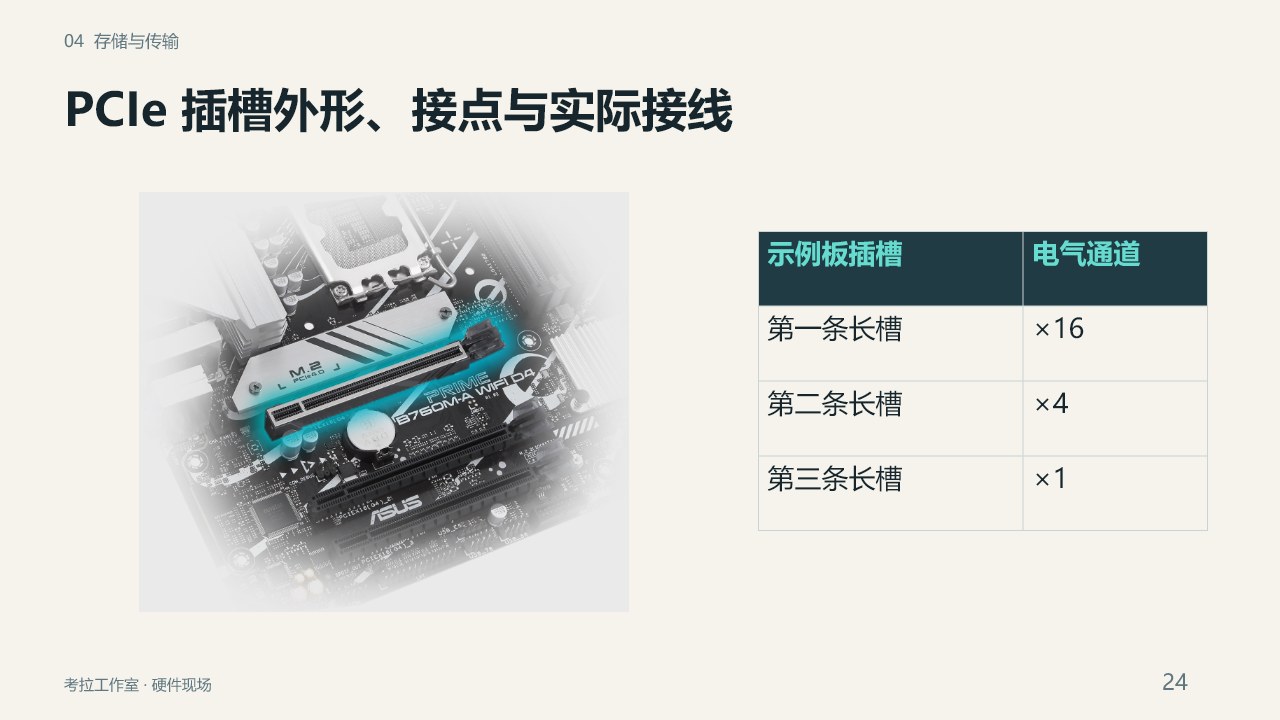 04 存储与传输
PCIe 插槽外形、接点与实际接线
M.2
PCIe4.0
PRIME
B760M-A WIFI D4
ASUS
示例板插槽 电气通道
第一条长槽 ×16
第二条长槽 ×4
第三条长槽 ×1
考拉工作室 · 硬件现场
24